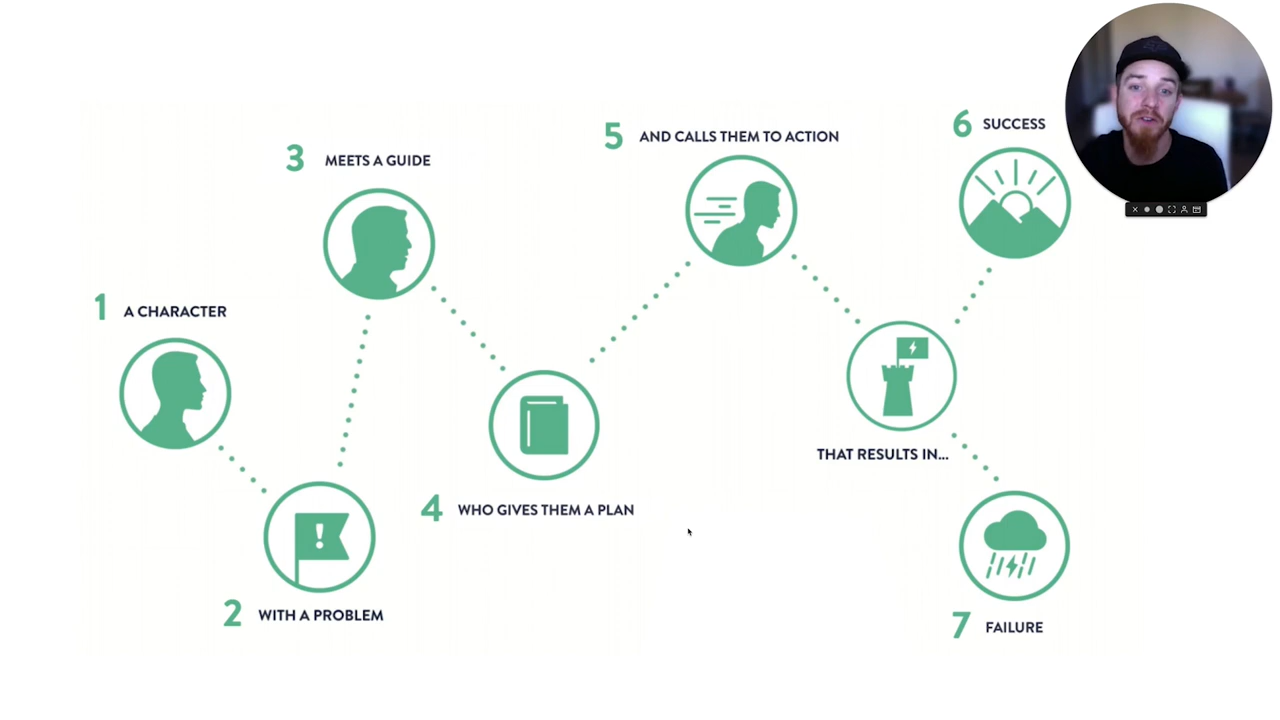 1 A CHARACTER
2 WITH A PROBLEM
3 MEETS A GUIDE
4 WHO GIVES THEM A PLAN
5 AND CALLS THEM TO ACTION
THAT RESULTS IN...
6 SUCCESS
7 FAILURE